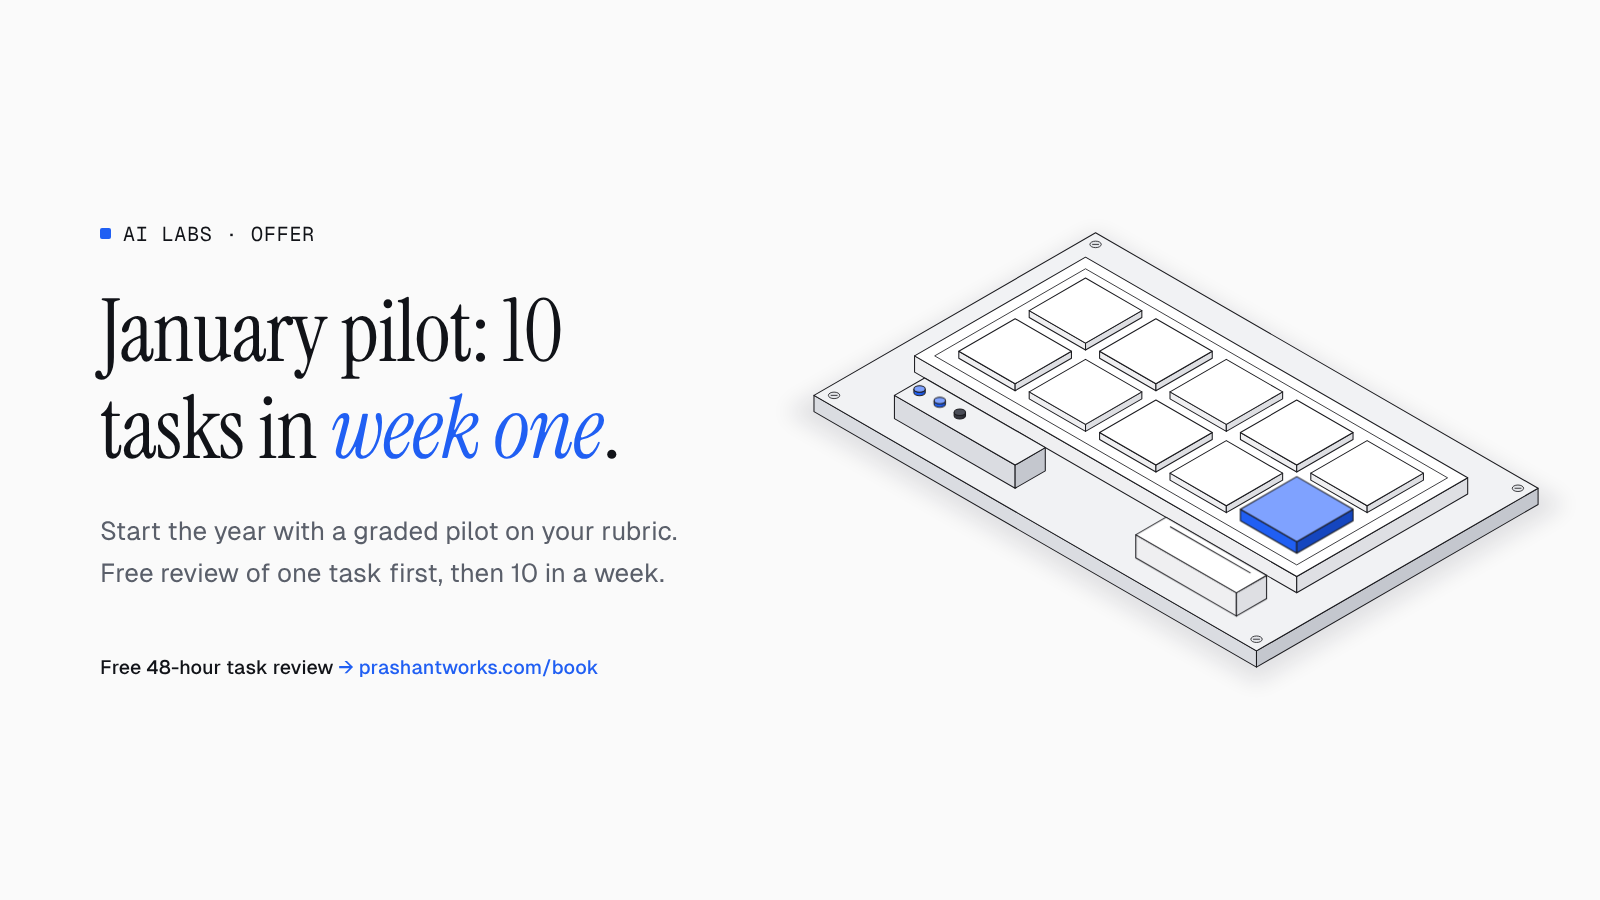 AI LABS · OFFER
January pilot: 10
tasks in week one.
Start the year with a graded pilot on your rubric.
Free review of one task first, then 10 in a week.
Free 48-hour task review → prashantworks.com/book